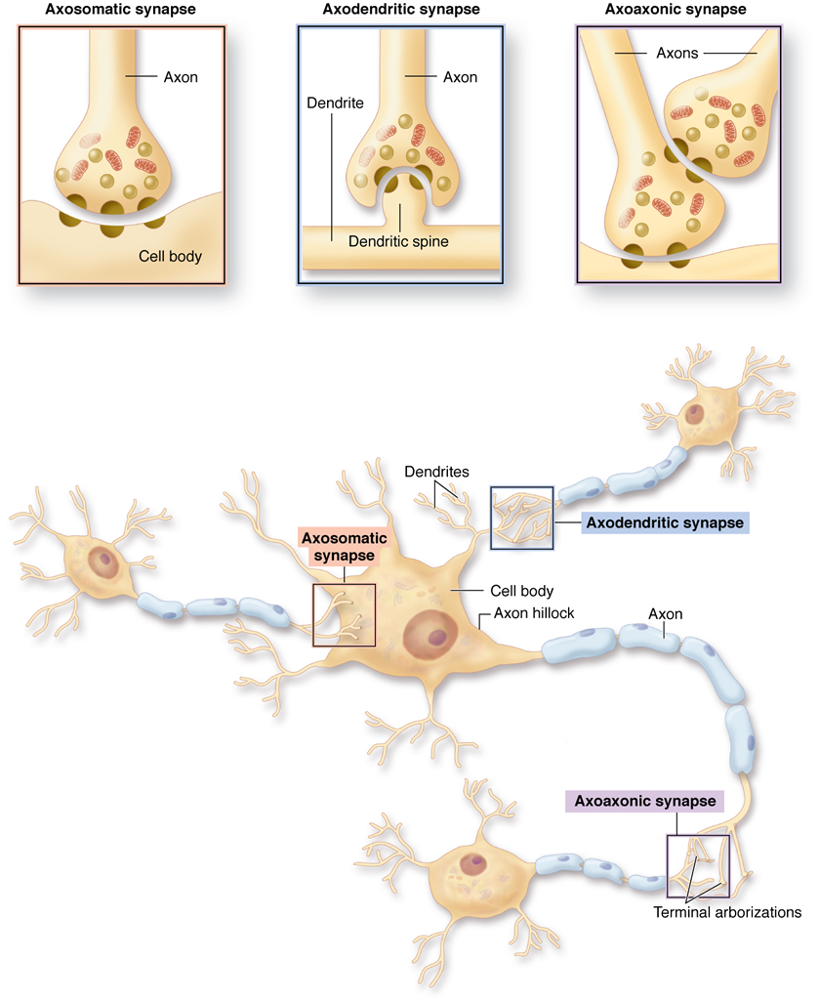 Axosomatic synapse
Axodendritic synapse
Axoaxonic synapse
Axon
Cell body
Axon
Dendrite
Dendritic spine
Axons
Dendrites
Axodendritic synapse
Axosomatic
synapse
Cell body
Axon hillock
Axon
Axoaxonic synapse
Terminal arborizations